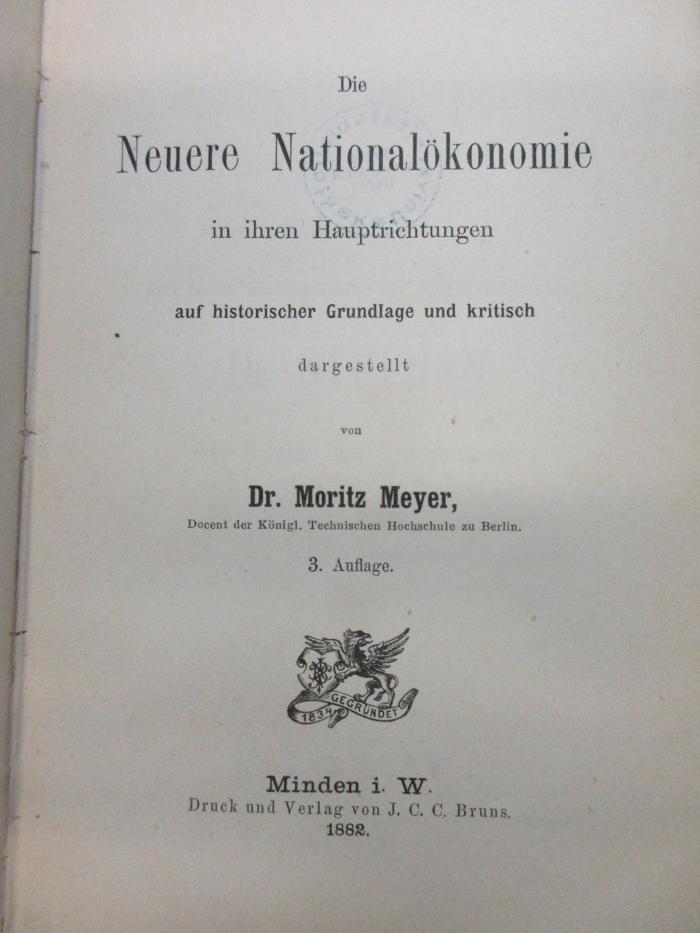 Die
Neuere Nationalökonomie
in ihren Hauptrichtungen
auf historischer Grundlage und kritisch
dargestellt
von
Dr. Moritz Meyer,
Docent der Königl. Technischen Hochschule zu Berlin.
3. Auflage.
1834 GEGRÜNDET
Minden i. W.
Druck und Verlag von J. C. C. Bruns.
1882.